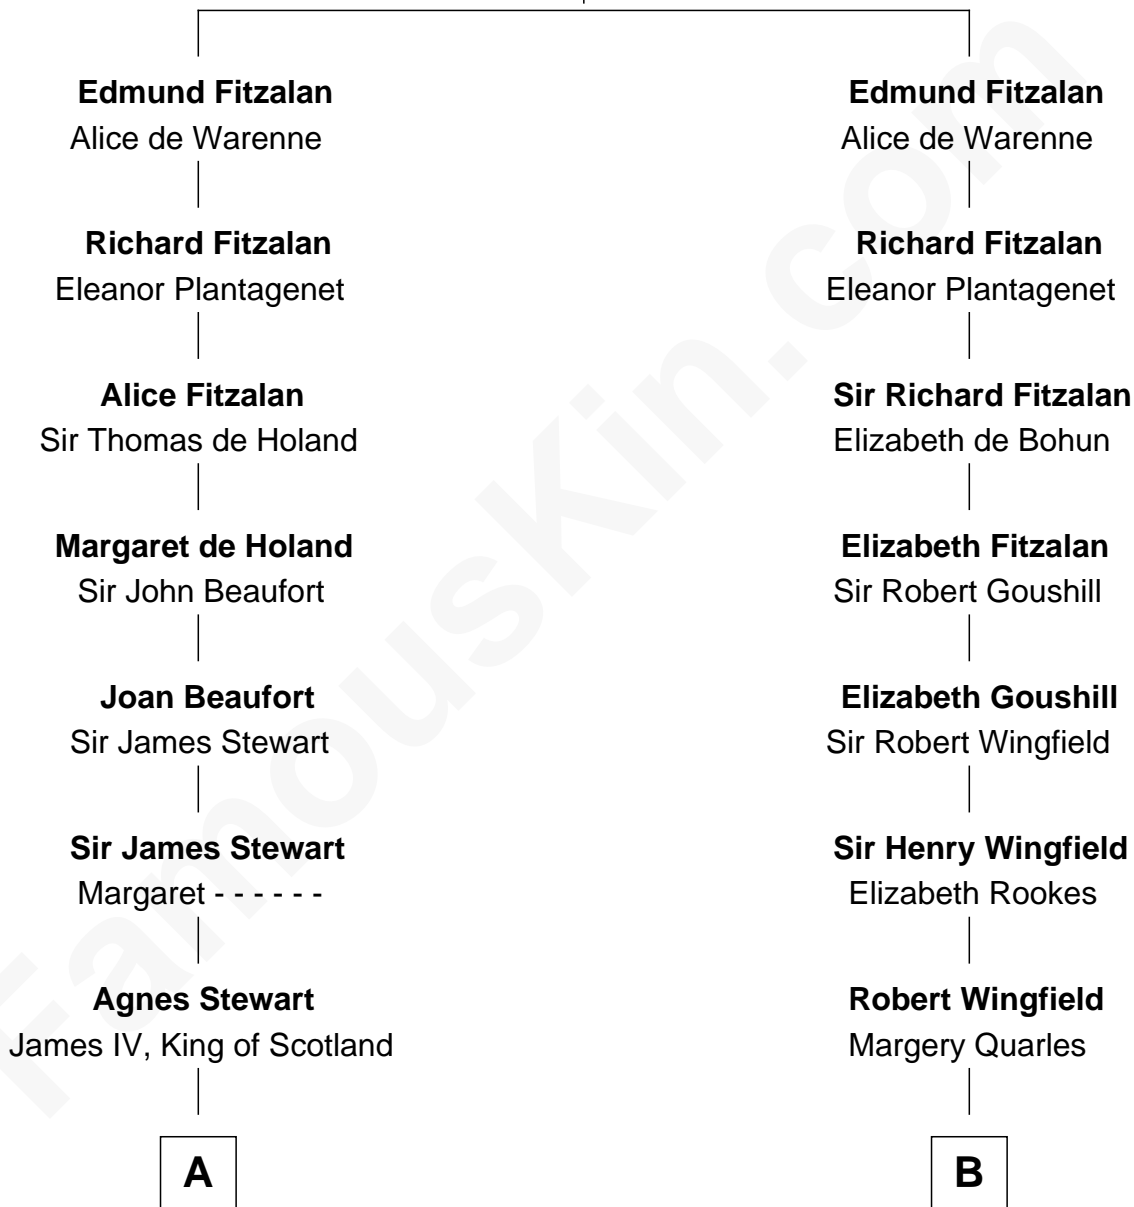 Edmund Fitzalan
Alice de Warenne
Richard Fitzalan
Eleanor Plantagenet
Alice Fitzalan
Sir Thomas de Holand
Margaret de Holand
Sir John Beaufort
Joan Beaufort
Sir James Stewart
Sir James Stewart
Margaret - - - - - -
Agnes Stewart
James IV, King of Scotland
A
Edmund Fitzalan
Alice de Warenne
Richard Fitzalan
Eleanor Plantagenet
Sir Richard Fitzalan
Elizabeth de Bohun
Elizabeth Fitzalan
Sir Robert Goushill
Elizabeth Goushill
Sir Robert Wingfield
Sir Henry Wingfield
Elizabeth Rookes
Robert Wingfield
Margery Quarles
B
FamousKin.com